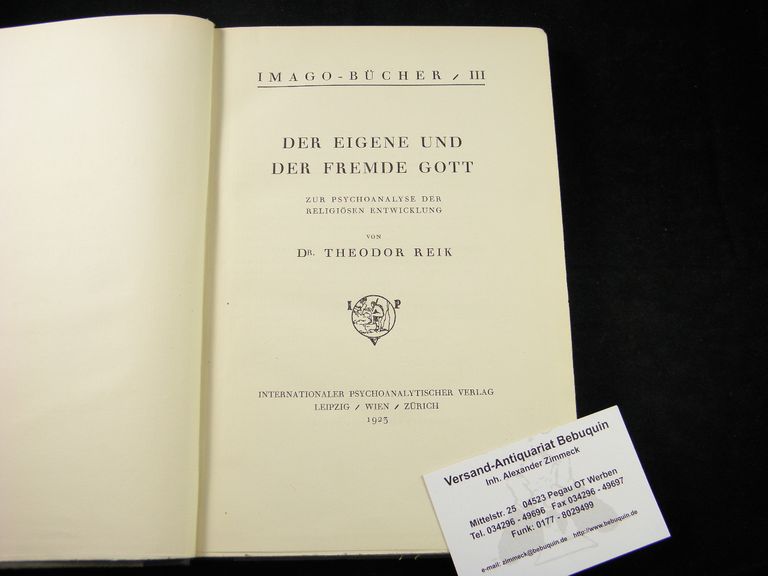 IMAGO-BÜCHER / III
DER EIGENE UND
DER FREMDE GOTT
ZUR PSYCHOANALYSE DER
RELIGIÖSEN ENTWICKLUNG
VON
DR. THEODOR REIK
I P
V
INTERNATIONALER PSYCHOANALYTISCHER VERLAG
LEIPZIG / WIEN / ZÜRICH
1923
Versand-Antiquariat Bebuquin
Inh. Alexander Zimmeck
Mittelstr. 25 04523 Pegau OT Werben
Tel. 034296 - 49696 Fax 034296 - 49697
Funk: 0177 - 8029499
e-mail: zimmeck@bebuquin.de http://www.bebuquin.de